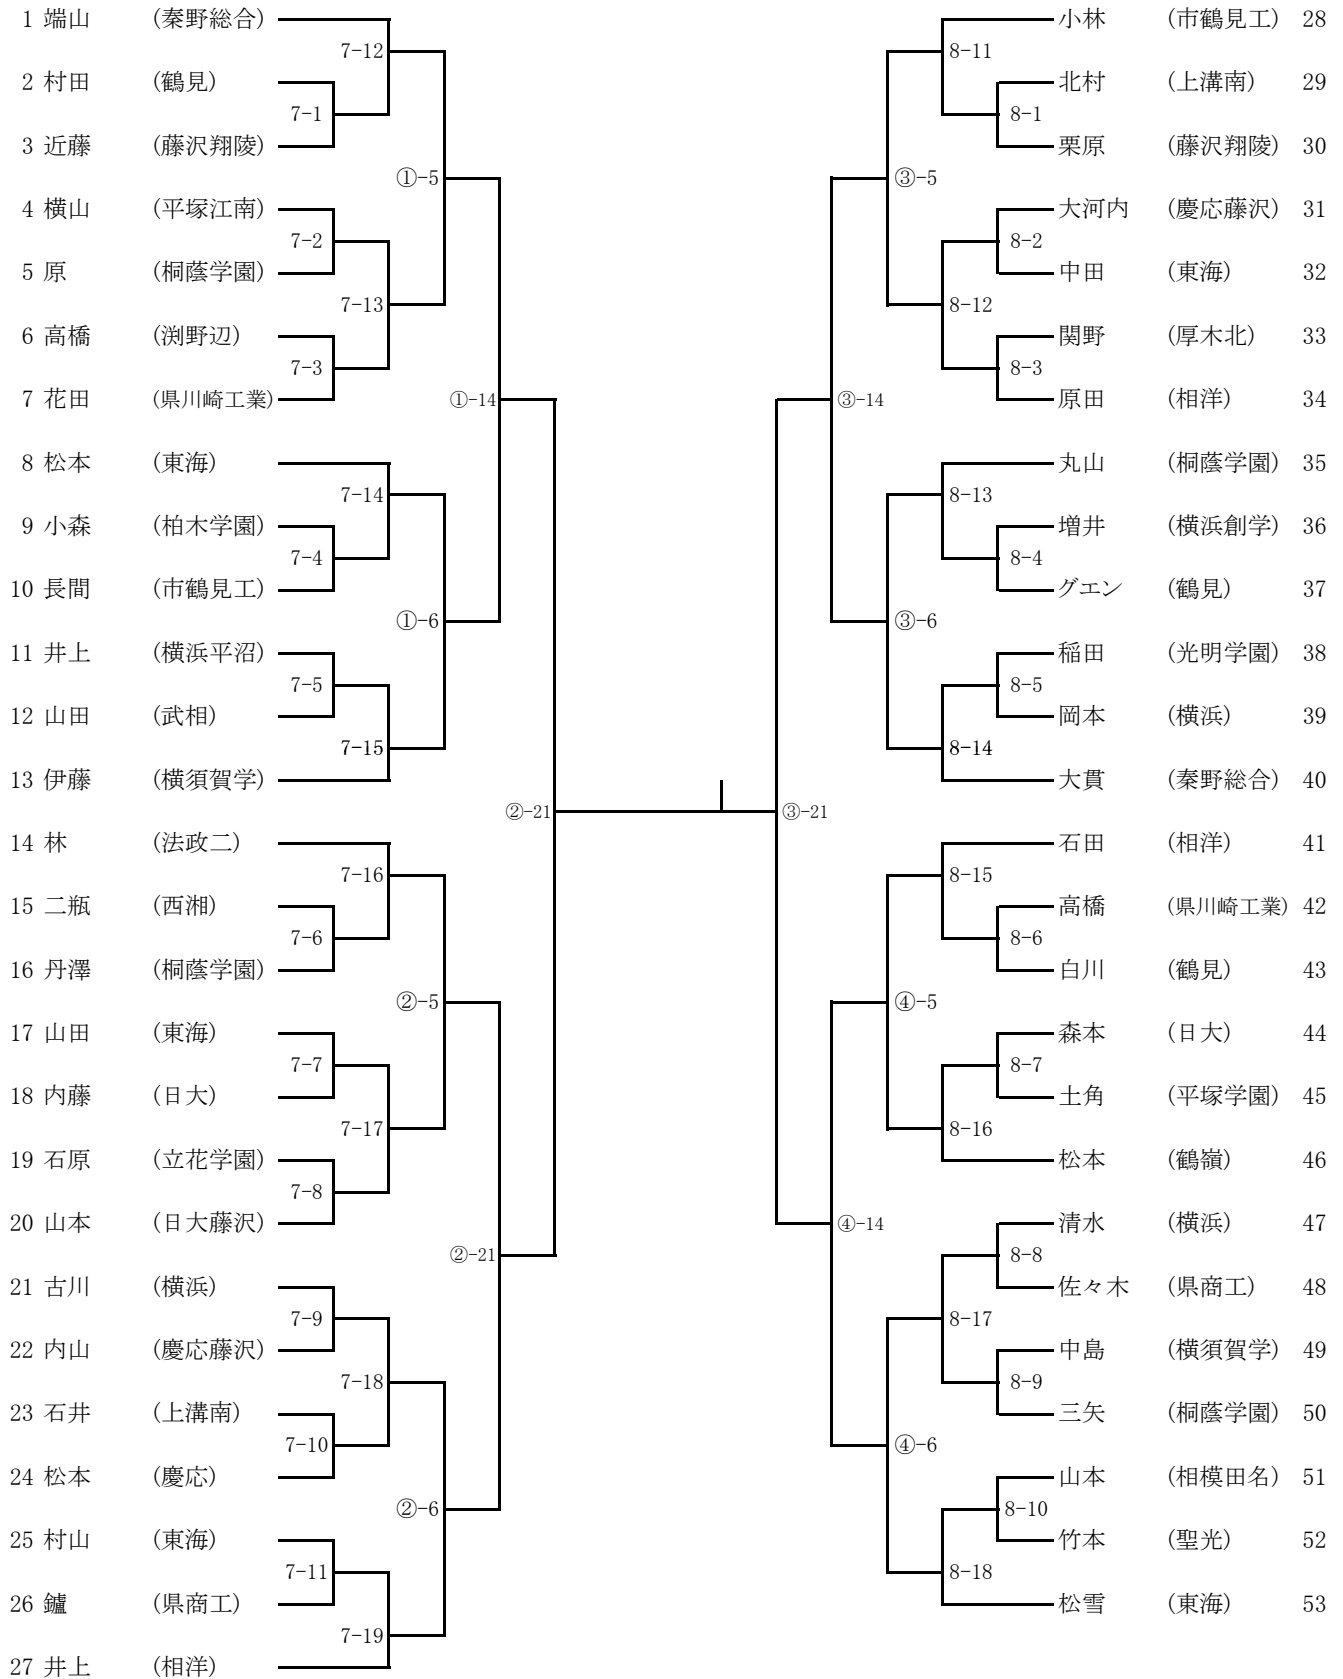 1 端山 (秦野総合)
7-12
2 村田 (鶴見)
7-1
3 近藤 (藤沢翔陵)
①-5
4 横山 (平塚江南)
7-2
5 原 (桐蔭学園)
7-13
6 高橋 (渕野辺)
7-3
7 花田 (県川崎工業)
①-14
8 松本 (東海)
7-14
9 小森 (柏木学園)
7-4
10 長間 (市鶴見工)
①-6
11 井上 (横浜平沼)
7-5
12 山田 (武相)
7-15
13 伊藤 (横須賀学)
②-21
14 林 (法政二)
7-16
15 二瓶 (西湘)
7-6
16 丹澤 (桐蔭学園)
②-5
17 山田 (東海)
7-7
18 内藤 (日大)
7-17
19 石原 (立花学園)
7-8
20 山本 (日大藤沢)
②-21
21 古川 (横浜)
7-9
22 内山 (慶応藤沢)
7-18
23 石井 (上溝南)
7-10
24 松本 (慶応)
②-6
25 村山 (東海)
7-11
26 鑪 (県商工)
7-19
27 井上 (相洋)
小林 (市鶴見工) 28
8-11
北村 (上溝南) 29
8-1
栗原 (藤沢翔陵) 30
③-5
大河内 (慶応藤沢) 31
8-2
中田 (東海) 32
8-12
関野 (厚木北) 33
8-3
原田 (相洋) 34
③-14
丸山 (桐蔭学園) 35
8-13
増井 (横浜創学) 36
8-4
グエン (鶴見) 37
③-6
稲田 (光明学園) 38
8-5
岡本 (横浜) 39
8-14
大貫 (秦野総合) 40
③-21
石田 (相洋) 41
8-15
高橋 (県川崎工業) 42
8-6
白川 (鶴見) 43
④-5
森本 (日大) 44
8-7
土角 (平塚学園) 45
8-16
松本 (鶴嶺) 46
清水 (横浜) 47
④-14
8-8
佐々木 (県商工) 48
8-17
中島 (横須賀学) 49
8-9
三矢 (桐蔭学園) 50
④-6
山本 (相模田名) 51
8-10
竹本 (聖光) 52
8-18
松雪 (東海) 53